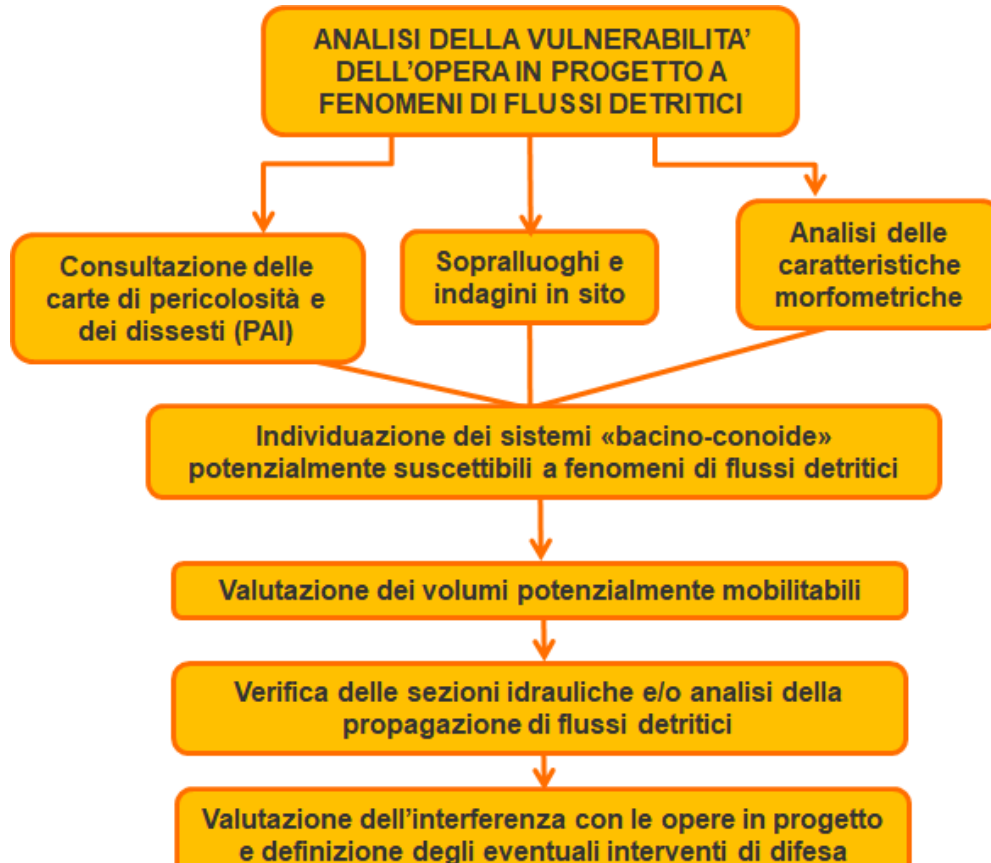 ANALISI DELLA VULNERABILITA’
DELL’OPERA IN PROGETTO A
FENOMENI DI FLUSSI DETRITICI
Consultazione delle
carte di pericolosità e
dei dissesti (PAI)
Sopralluoghi e
indagini in sito
Analisi delle
caratteristiche
morfometriche
Individuazione dei sistemi «bacino-conoide»
potenzialmente suscettibili a fenomeni di flussi detritici
Valutazione dei volumi potenzialmente mobilitabili
Verifica delle sezioni idrauliche e/o analisi della
propagazione di flussi detritici
Valutazione dell’interferenza con le opere in progetto
e definizione degli eventuali interventi di difesa